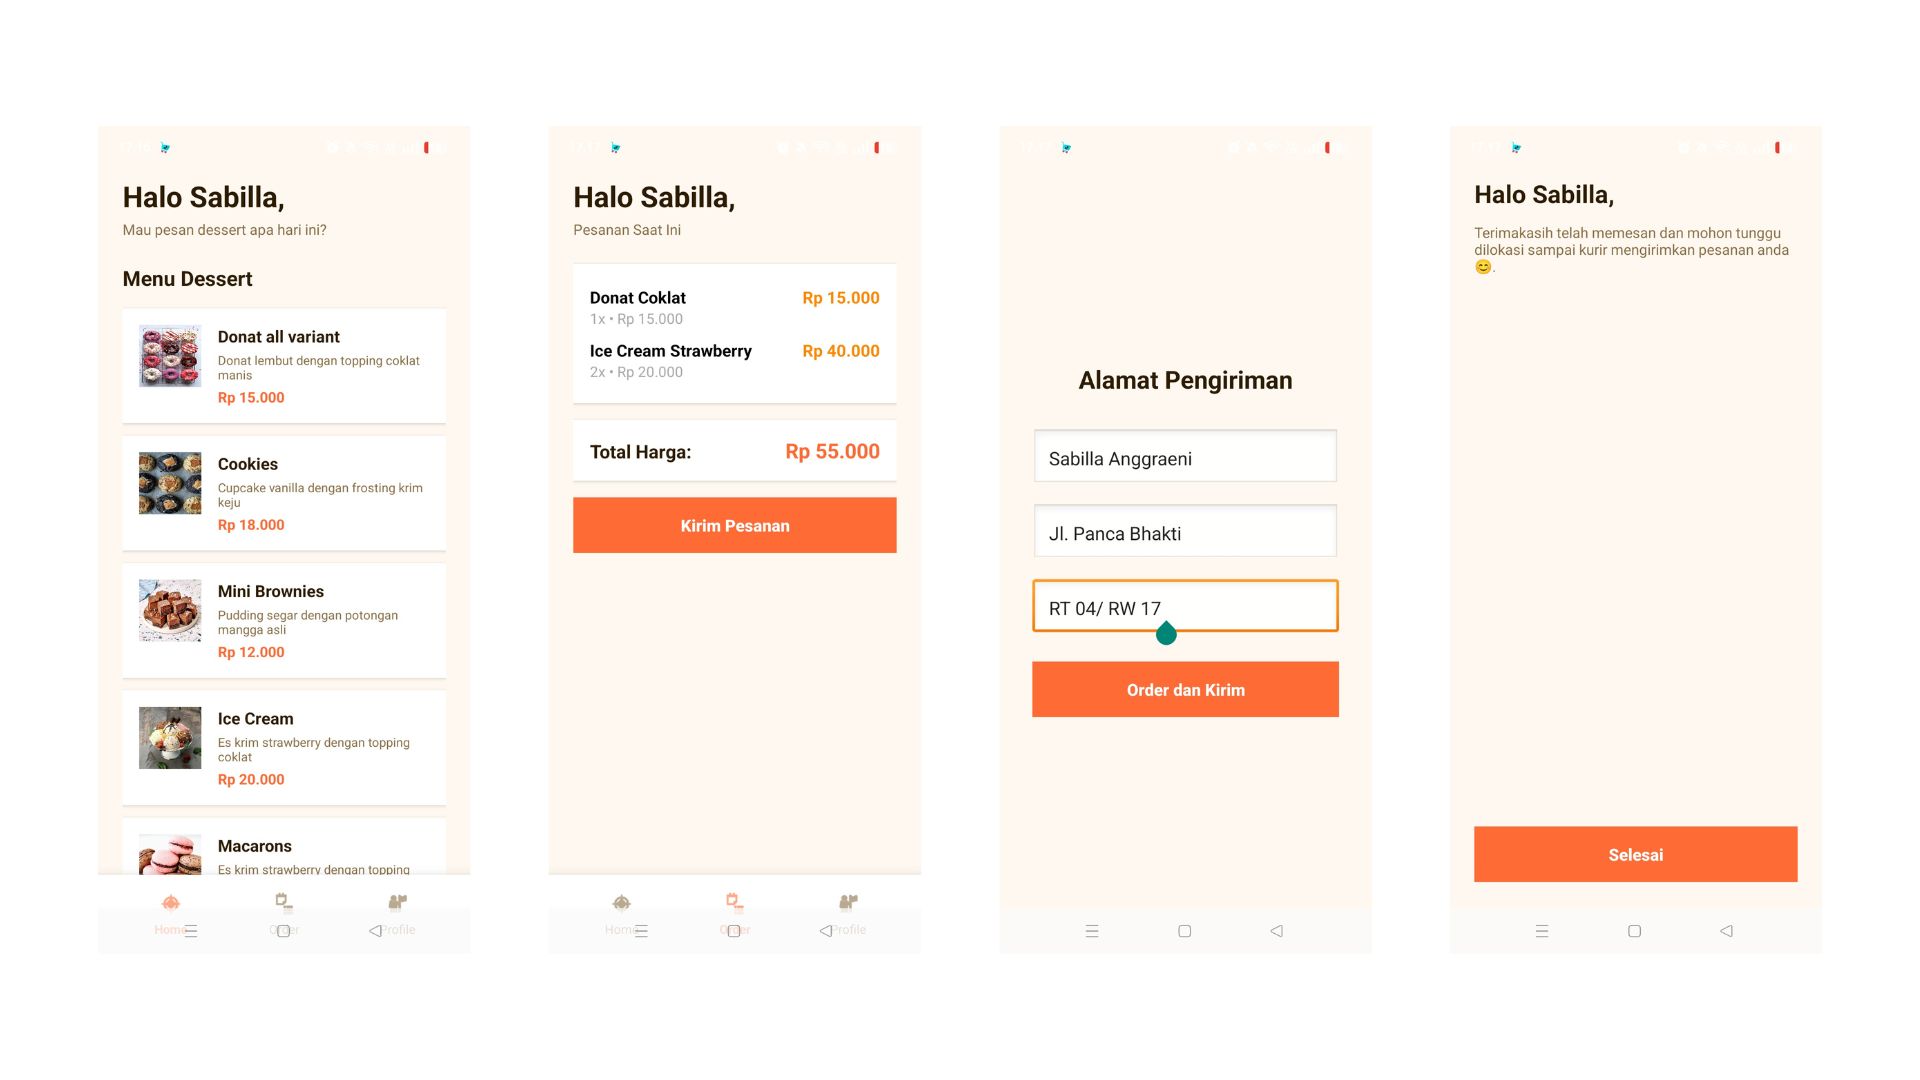 Halo Sabilla,
Mau pesan dessert apa hari ini?
Menu Dessert
Donat all variant
Donat lembut dengan topping coklat
manis
Rp 15.000
Cookies
Cupcake vanilla dengan frosting krim
keju
Rp 18.000
Mini Brownies
Pudding segar dengan potongan
mangga asli
Rp 12.000
Ice Cream
Es krim strawberry dengan topping
coklat
Rp 20.000
Macarons
Es krim strawberry dengan topping
Home Order Profile
Halo Sabilla,
Pesanan Saat Ini
Donat Coklat Rp 15.000
1x • Rp 15.000
Ice Cream Strawberry Rp 40.000
2x • Rp 20.000
Total Harga: Rp 55.000
Kirim Pesanan
Home Order Profile
Alamat Pengiriman
Sabilla Anggraeni
Jl. Panca Bhakti
RT 04/ RW 17
Order dan Kirim
Halo Sabilla,
Terimakasih telah memesan dan mohon tunggu
dilokasi sampai kurir mengirimkan pesanan anda
😊.
Selesai